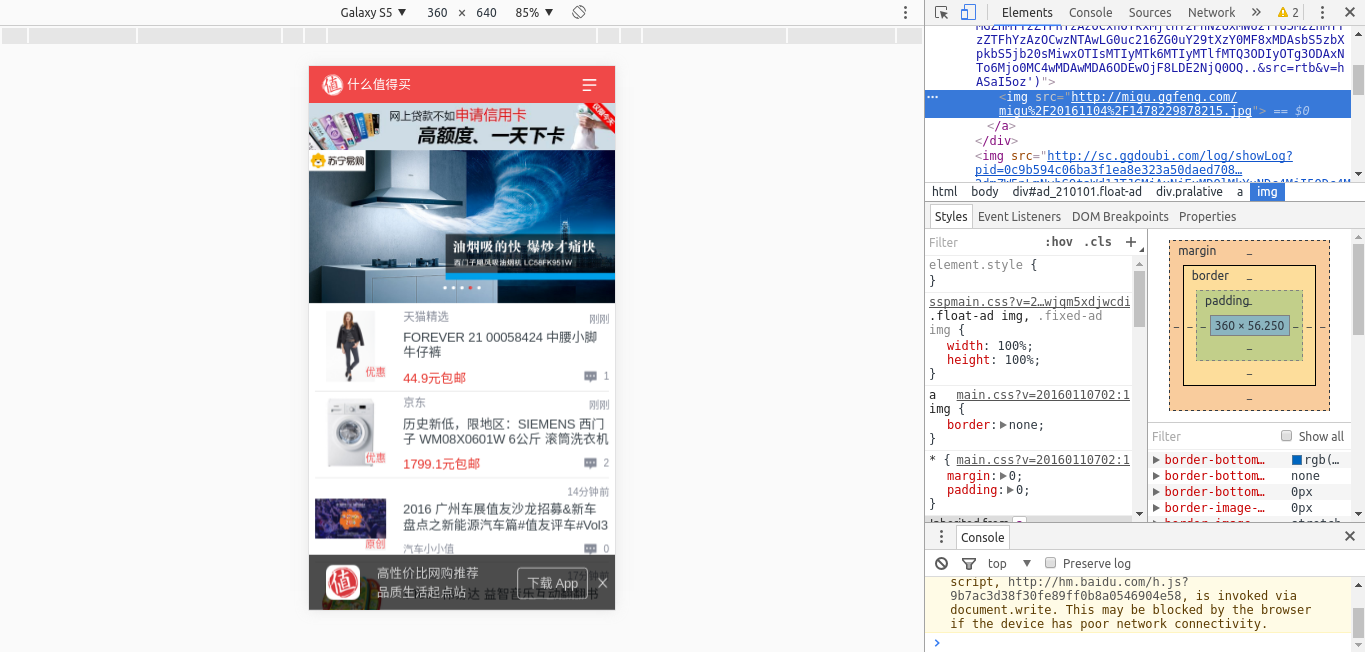 Galaxy S5 ▼ 360 × 640 85% ▼
什么值得买
网上贷款不如申请信用卡
高额度、一天下卡
苏宁易购
油烟吸的快 爆炒才痛快
西门子飓风吸油烟机 LC58FK951W
天猫精选 刚刚
FOREVER 21 00058424 中腰小脚
牛仔裤
优惠
44.9元包邮 1
京东 刚刚
历史新低，限地区：SIEMENS 西门
子 WM08X0601W 6公斤 滚筒洗衣机
优惠
1799.1元包邮 2
14分钟前
2016 广州车展值友沙龙招募&新车
盘点之新能源汽车篇#值友评车#Vol3
原创
汽车小小值 0
17分钟前
值
高性价比网购推荐
品质生活起点站
下载 App ×
Elements Console Sources Network » 2
zZTFhYzAzOCwzNTAwLG0uc216ZG0uY29tXzY0MF8xMDAsbS5zbX
pkbS5jb20sMiwxOTIsMTIyMTk6MTIyMTlfMTQ3ODIyOTg3ODAxN
To6Mjo0MC4wMDAwMDA6ODEwOjF8LDE2NjQ0OQ..&src=rtb&v=h
ASaI5oz')">
<img src="http://migu.ggfeng.com/
migu%2F20161104%2F1478229878215.jpg"> == $0
</a>
</div>
<img src="http://sc.ggdoubi.com/log/showLog?
pid=0c9b594c06ba3f1ea8e323a50daed708…
html body div#ad_210101.float-ad div.pralative a img
Styles Event Listeners DOM Breakpoints Properties
Filter :hov .cls +
element.style {
}
sspmain.css?v=2…wjqm5xdjwcdi
.float-ad img, .fixed-ad
img {
width: 100%;
height: 100%;
}
a main.css?v=20160110702:1
img {
border: none;
}
* { main.css?v=20160110702:1
margin: 0;
padding: 0;
}
Inherited from a
margin –
border –
padding –
360 × 56.250
Filter Show all
border-bottom… rgb(…
border-bottom… none
border-bottom… 0px
border-image-… 0px
Console
top ▼ Preserve log
script, http://hm.baidu.com/h.js?
9b7ac3d38f30fe89ff0b8a0546904e58, is invoked via
document.write. This may be blocked by the browser
if the device has poor network connectivity.